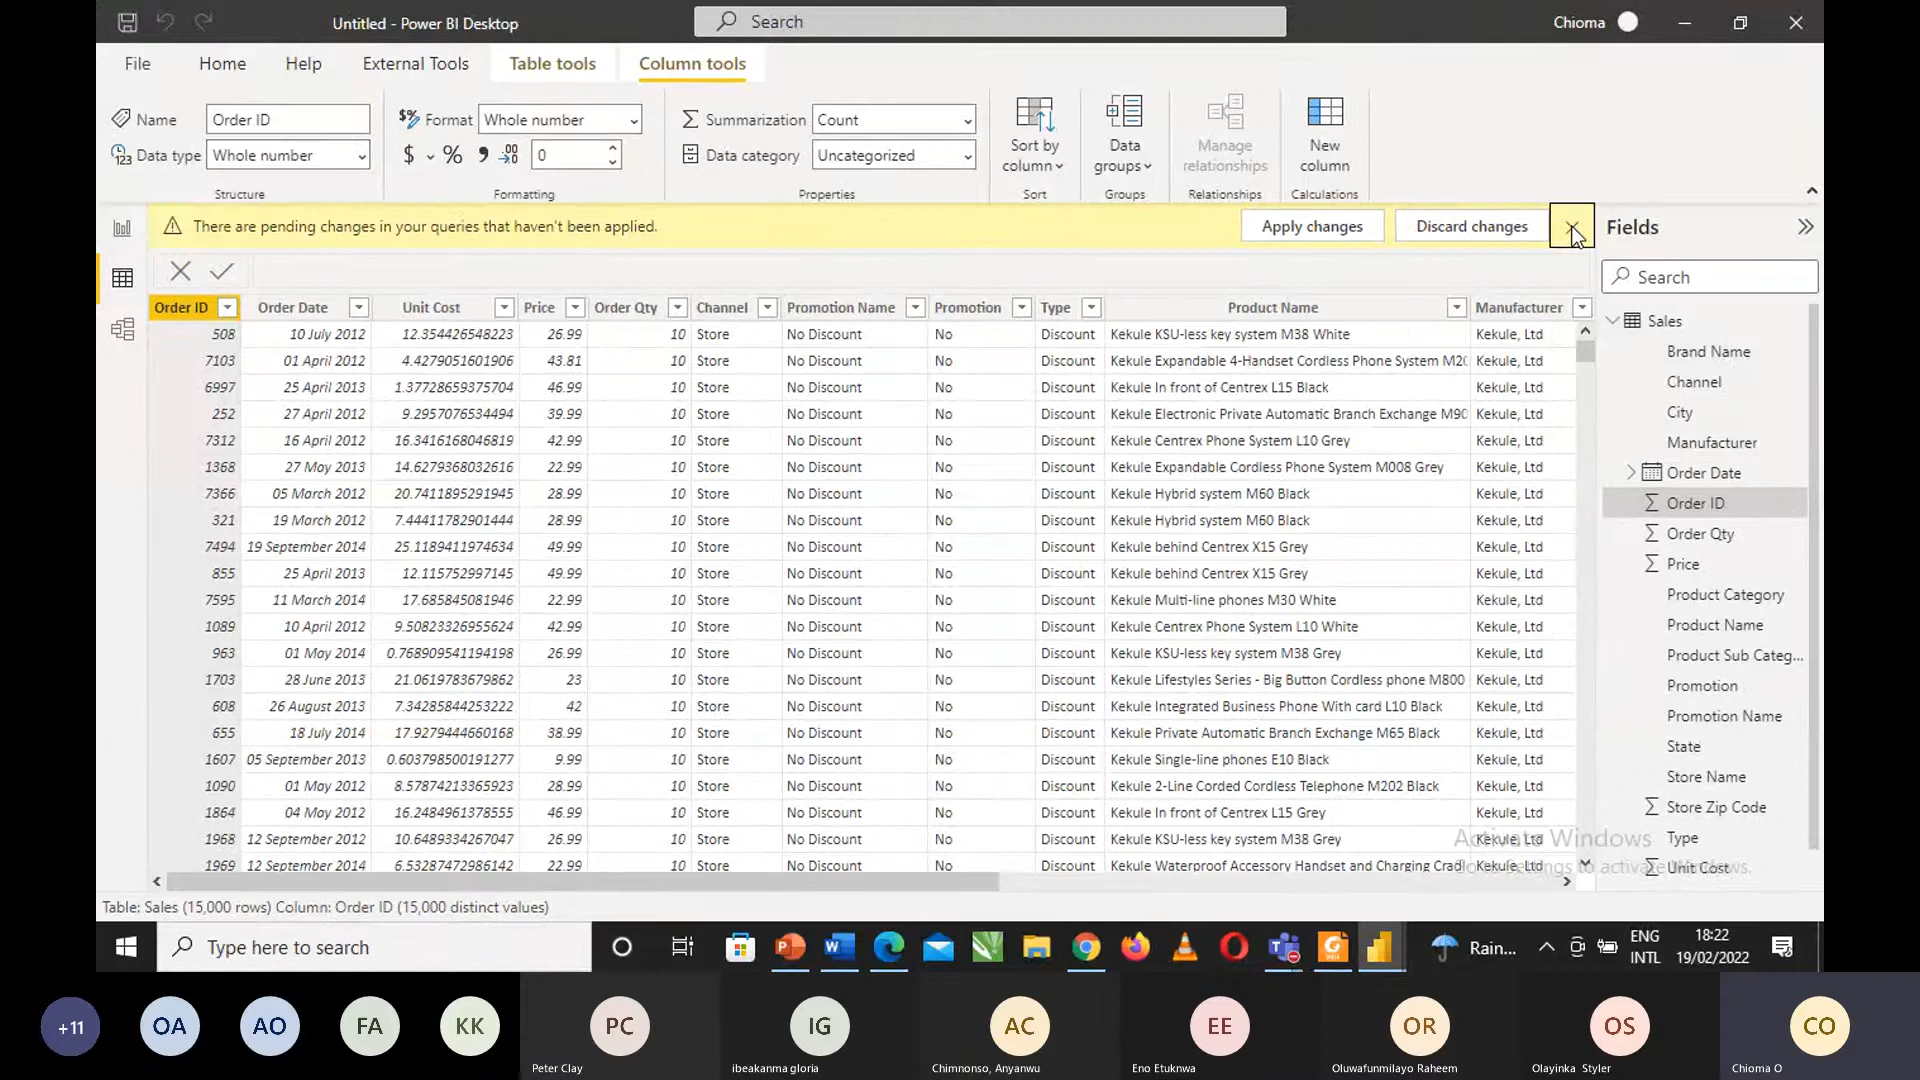 Untitled - Power BI Desktop
Search
Chioma
File Home Help External Tools Table tools Column tools
Name Order ID
Data type Whole number
Structure
Format Whole number
$ % 0
Formatting
Summarization Count
Data category Uncategorized
Properties
Sort by column
Sort
Data groups
Groups
Manage relationships
Relationships
New column
Calculations
There are pending changes in your queries that haven't been applied. Apply changes Discard changes
Order ID Order Date Unit Cost Price Order Qty Channel Promotion Name Promotion Type Product Name Manufacturer
508 10 July 2012 12.354426548223 26.99 10 Store No Discount No Discount Kekule KSU-less key system M38 White Kekule, Ltd
7103 01 April 2012 4.4279051601906 43.81 10 Store No Discount No Discount Kekule Expandable 4-Handset Cordless Phone System M20 Kekule, Ltd
6997 25 April 2013 1.37728659375704 46.99 10 Store No Discount No Discount Kekule In front of Centrex L15 Black Kekule, Ltd
252 27 April 2012 9.2957076534494 39.99 10 Store No Discount No Discount Kekule Electronic Private Automatic Branch Exchange M90 Kekule, Ltd
7312 16 April 2012 16.3416168046819 42.99 10 Store No Discount No Discount Kekule Centrex Phone System L10 Grey Kekule, Ltd
1368 27 May 2013 14.6279368032616 22.99 10 Store No Discount No Discount Kekule Expandable Cordless Phone System M008 Grey Kekule, Ltd
7366 05 March 2012 20.7411895291945 28.99 10 Store No Discount No Discount Kekule Hybrid system M60 Black Kekule, Ltd
321 19 March 2012 7.44411782901444 28.99 10 Store No Discount No Discount Kekule Hybrid system M60 Black Kekule, Ltd
7494 19 September 2014 25.1189411974634 49.99 10 Store No Discount No Discount Kekule behind Centrex X15 Grey Kekule, Ltd
855 25 April 2013 12.115752997145 49.99 10 Store No Discount No Discount Kekule behind Centrex X15 Grey Kekule, Ltd
7595 11 March 2014 17.685845081946 22.99 10 Store No Discount No Discount Kekule Multi-line phones M30 White Kekule, Ltd
1089 10 April 2012 9.50823326955624 42.99 10 Store No Discount No Discount Kekule Centrex Phone System L10 White Kekule, Ltd
963 01 May 2014 0.768909541194198 26.99 10 Store No Discount No Discount Kekule KSU-less key system M38 Grey Kekule, Ltd
1703 28 June 2013 21.0619783679862 23 10 Store No Discount No Discount Kekule Lifestyles Series - Big Button Cordless phone M800 Kekule, Ltd
608 26 August 2013 7.34285844253222 42 10 Store No Discount No Discount Kekule Integrated Business Phone With card L10 Black Kekule, Ltd
655 18 July 2014 17.9279444660168 38.99 10 Store No Discount No Discount Kekule Private Automatic Branch Exchange M65 Black Kekule, Ltd
1607 05 September 2013 0.603798500191277 9.99 10 Store No Discount No Discount Kekule Single-line phones E10 Black Kekule, Ltd
1090 01 May 2012 8.578874213365923 28.99 10 Store No Discount No Discount Kekule 2-Line Corded Cordless Telephone M202 Black Kekule, Ltd
1864 04 May 2012 16.2484961378555 46.99 10 Store No Discount No Discount Kekule In front of Centrex L15 Grey Kekule, Ltd
1968 12 September 2012 10.6489334267047 26.99 10 Store No Discount No Discount Kekule KSU-less key system M38 Grey Kekule, Ltd
1969 12 September 2014 6.53287472986142 22.99 10 Store No Discount No Discount Kekule Waterproof Accessory Handset and Charging Crad Kekule, Ltd
Fields
Search
Sales
Brand Name
Channel
City
Manufacturer
Order Date
Order ID
Order Qty
Price
Product Category
Product Name
Product Sub Categ...
Promotion
Promotion Name
State
Store Name
Store Zip Code
Type
Unit Cost
Activate Windows
Go to Settings to activate Windows.
Table: Sales (15,000 rows) Column: Order ID (15,000 distinct values)
Type here to search
Rain...
ENG
INTL
18:22
19/02/2022
+11 OA AO FA KK PC IG AC EE OR OS CO
Peter Clay ibeakanma gloria Chimnonso, Anyanwu Eno Etuknwa Oluwafunmilayo Raheem Olayinka Styler Chioma O